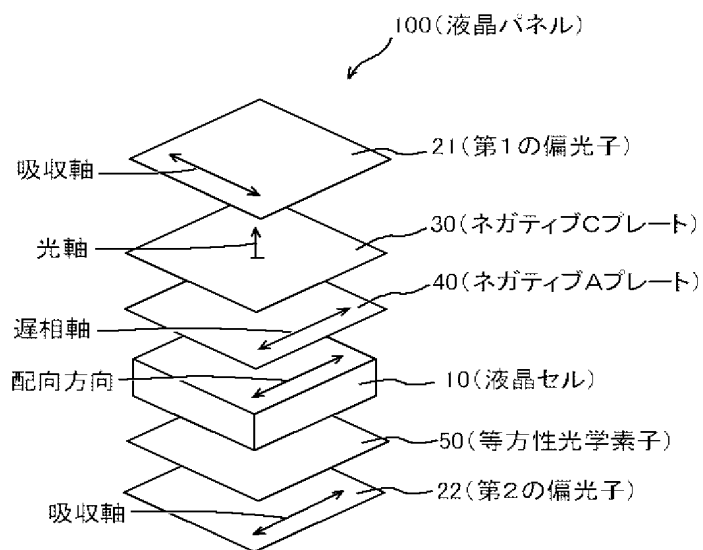 100(液晶パネル)
21(第1の偏光子)
吸収軸
30(ネガティブCプレート)
光軸
40(ネガティブAプレート)
遅相軸
配向方向
10(液晶セル)
50(等方性光学素子)
22(第2の偏光子)
吸収軸